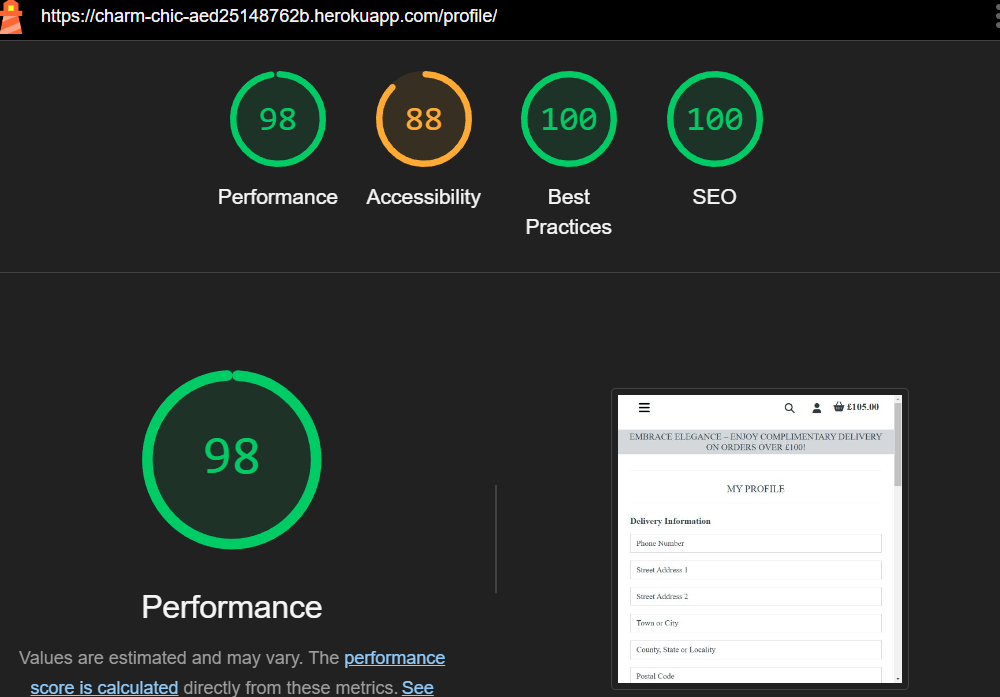 https://charm-chic-aed25148762b.herokuapp.com/profile/
98
88
100
100
Performance
Accessibility
Best
Practices
SEO
98
Performance
Values are estimated and may vary. The performance
score is calculated directly from these metrics. See
£105.00
EMBRACE ELEGANCE – ENJOY COMPLIMENTARY DELIVERY
ON ORDERS OVER £100!
MY PROFILE
Delivery Information
Phone Number
Street Address 1
Street Address 2
Town or City
County, State or Locality
Postal Code